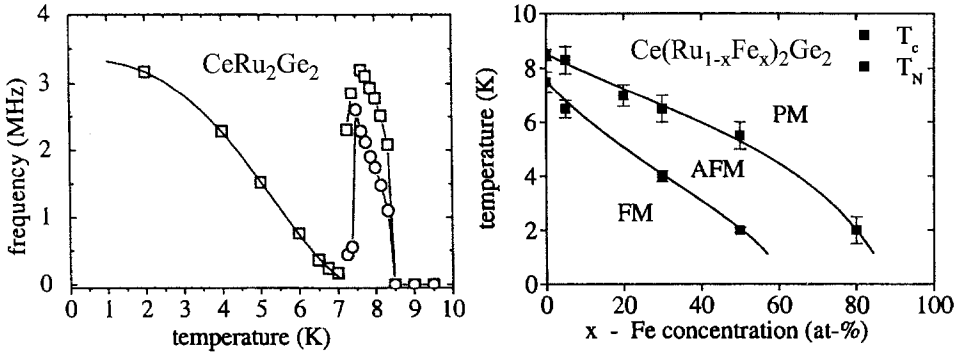 4
3
2
1
0
frequency (MHz)
CeRu2Ge2
0 1 2 3 4 5 6 7 8 9 10
temperature (K)
10
8
6
4
2
0
temperature (K)
Ce(Ru1-xFex)2Ge2
Tc
TN
PM
AFM
FM
0 20 40 60 80 100
x - Fe concentration (at-%)